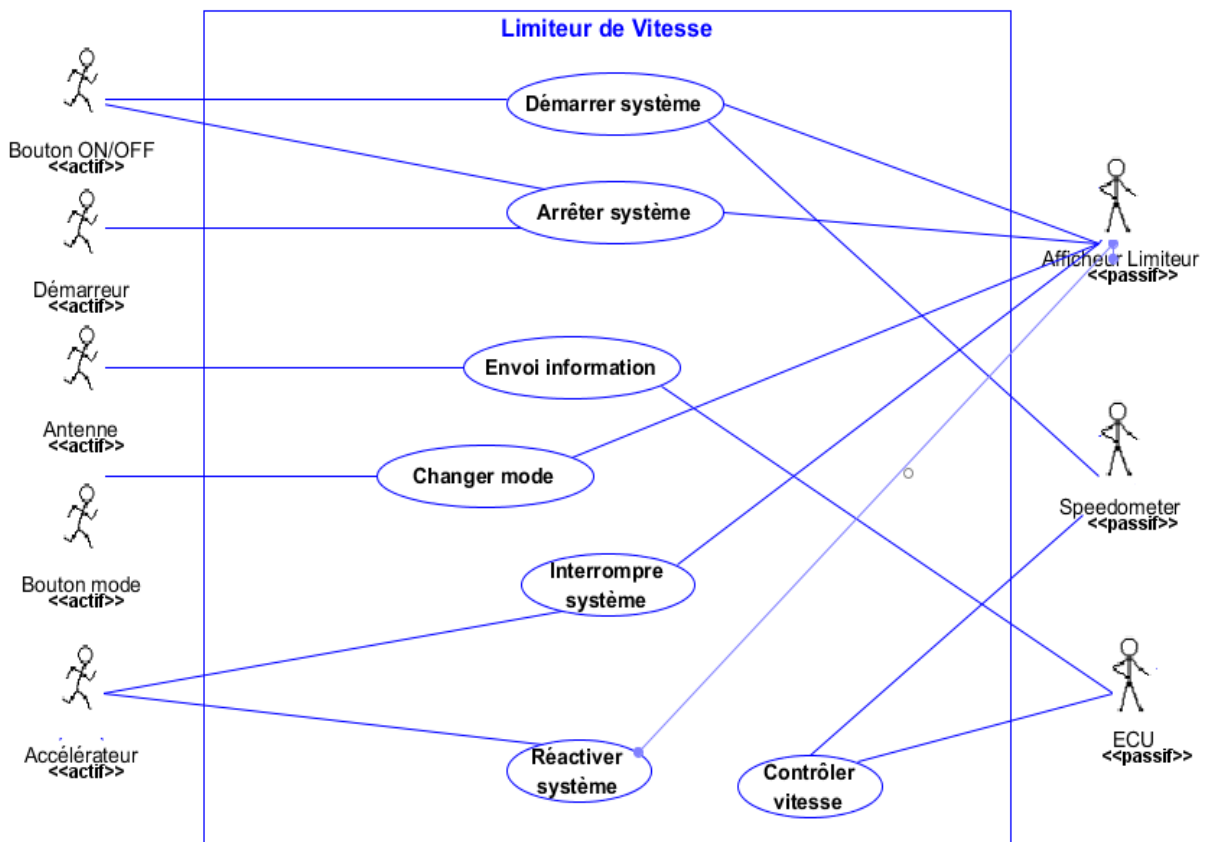 Limiteur de Vitesse
Démarrer système
Bouton ON/OFF
<<actif>>
Arrêter système
Afficheur Limiteur
<<passif>>
Démarreur
<<actif>>
Envoi information
Antenne
<<actif>>
Changer mode
Speedometer
<<passif>>
Bouton mode
<<actif>>
Interrompre
système
Accélérateur
<<actif>>
Réactiver
système
Contrôler
vitesse
ECU
<<passif>>